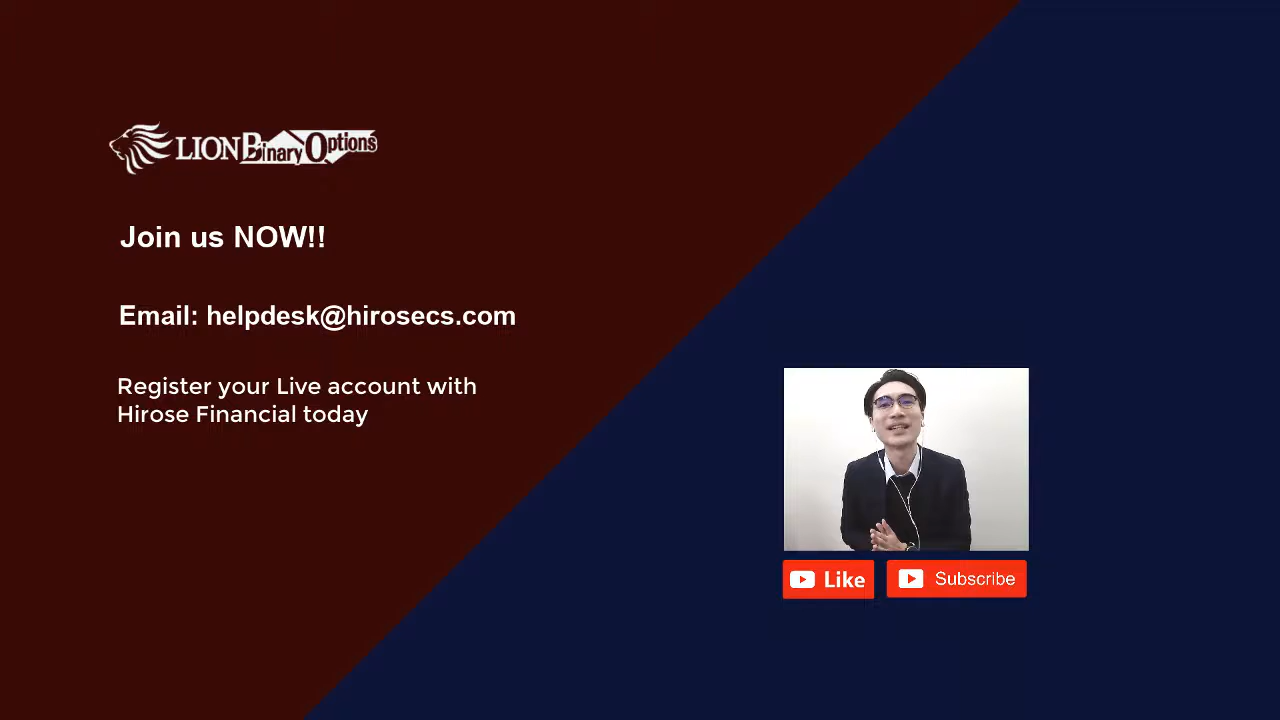 LION Binary Options
Join us NOW!!
Email: helpdesk@hirosecs.com
Register your Live account with
Hirose Financial today
Like
Subscribe